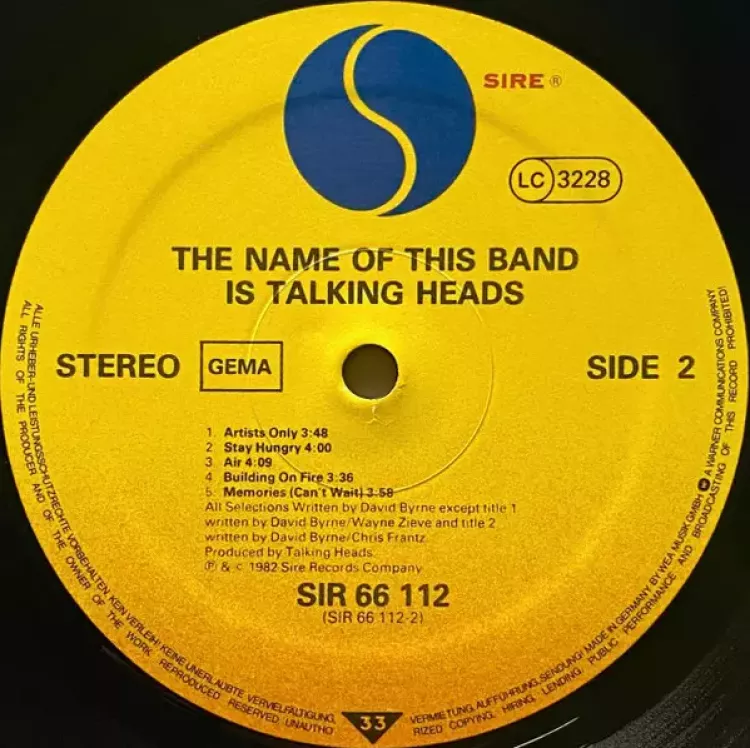 SIRE ®
LC 3228
THE NAME OF THIS BAND
IS TALKING HEADS
STEREO
GEMA
SIDE 2
1 Artists Only 3:48
2 Stay Hungry 4:00
3 Air 4:09
4 Building On Fire 3:36
5 Memories (Can't Wait) 3:58
All Selections Written by David Byrne except title 1
written by David Byrne/Wayne Zieve and title 2
written by David Byrne/Chris Frantz
Produced by Talking Heads.
℗ & © 1982 Sire Records Company
SIR 66 112
(SIR 66 112-2)
33
ALLE URHEBER-UND LEISTUNGSSCHUTZRECHTE VORBEHALTEN. KEIN VERLEIH! KEINE UNERLAUBTE VERVIELFÄLTIGUNG,
VERMIETUNG, AUFFÜHRUNG, SENDUNG! MADE IN GERMANY BY WEA MUSIK GMBH A WARNER COMMUNICATIONS COMPANY
ALL RIGHTS OF THE PRODUCER AND OF THE OWNER OF THE WORK REPRODUCED RESERVED UNAUTHO
RIZED COPYING, HIRING, LENDING, PUBLIC PERFORMANCE AND BROADCASTING OF THIS RECORD PROHIBITED!